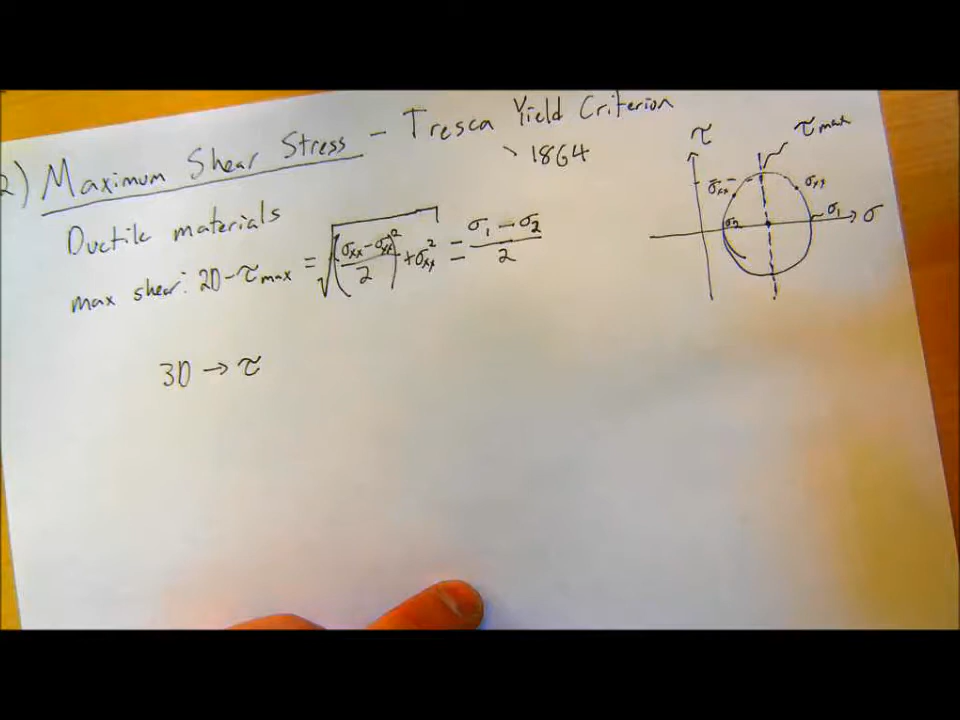 2) Maximum Shear Stress - Tresca Yield Criterion
1864
Ductile materials
max shear: 2D - τmax = √((σxx - σyy)/2)² + σxy² = (σ1 - σ2)/2
3D → τ
τ
τmax
σxx
σyy
σ2
σ1
σ